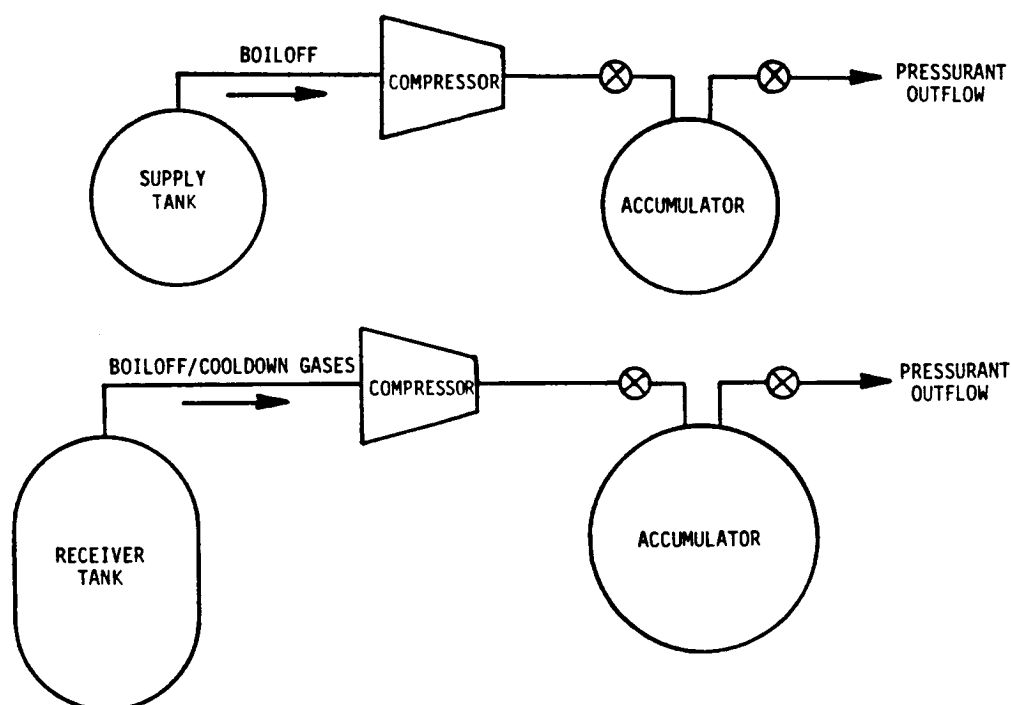 BOILOFF
COMPRESSOR
PRESSURANT
OUTFLOW
SUPPLY
TANK
ACCUMULATOR
BOILOFF/COOLDOWN GASES
COMPRESSOR
PRESSURANT
OUTFLOW
RECEIVER
TANK
ACCUMULATOR